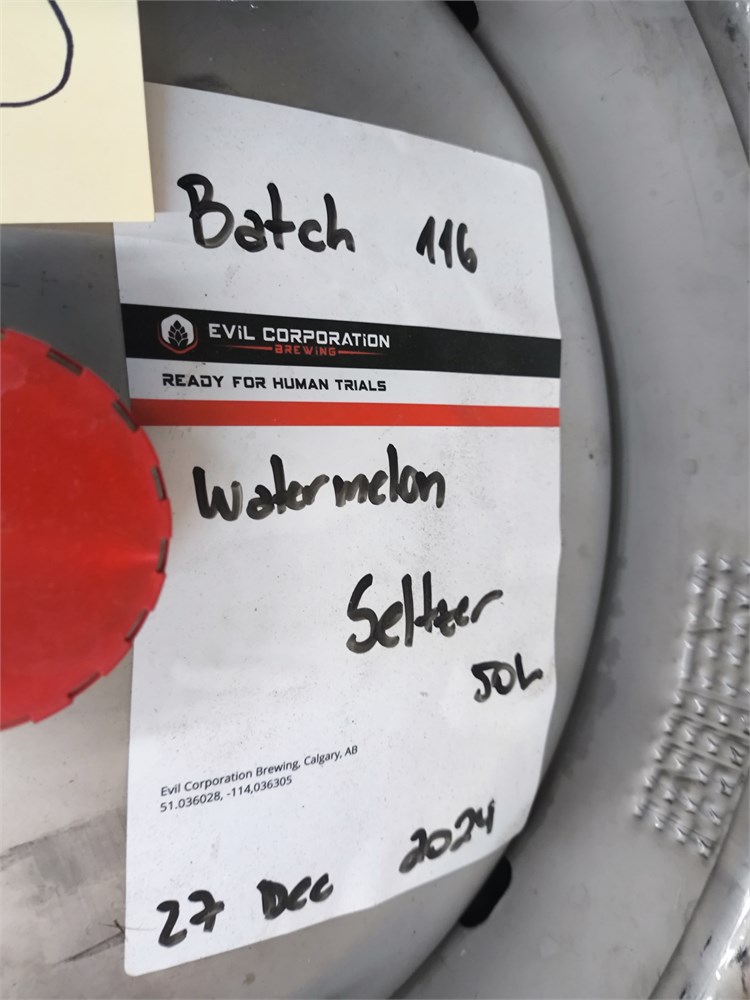 Batch 116
EVIL CORPORATION
BREWING
READY FOR HUMAN TRIALS
Watermelon
Seltzer
50L
Evil Corporation Brewing, Calgary, AB
51.036028, -114,036305
27 Dec 2024